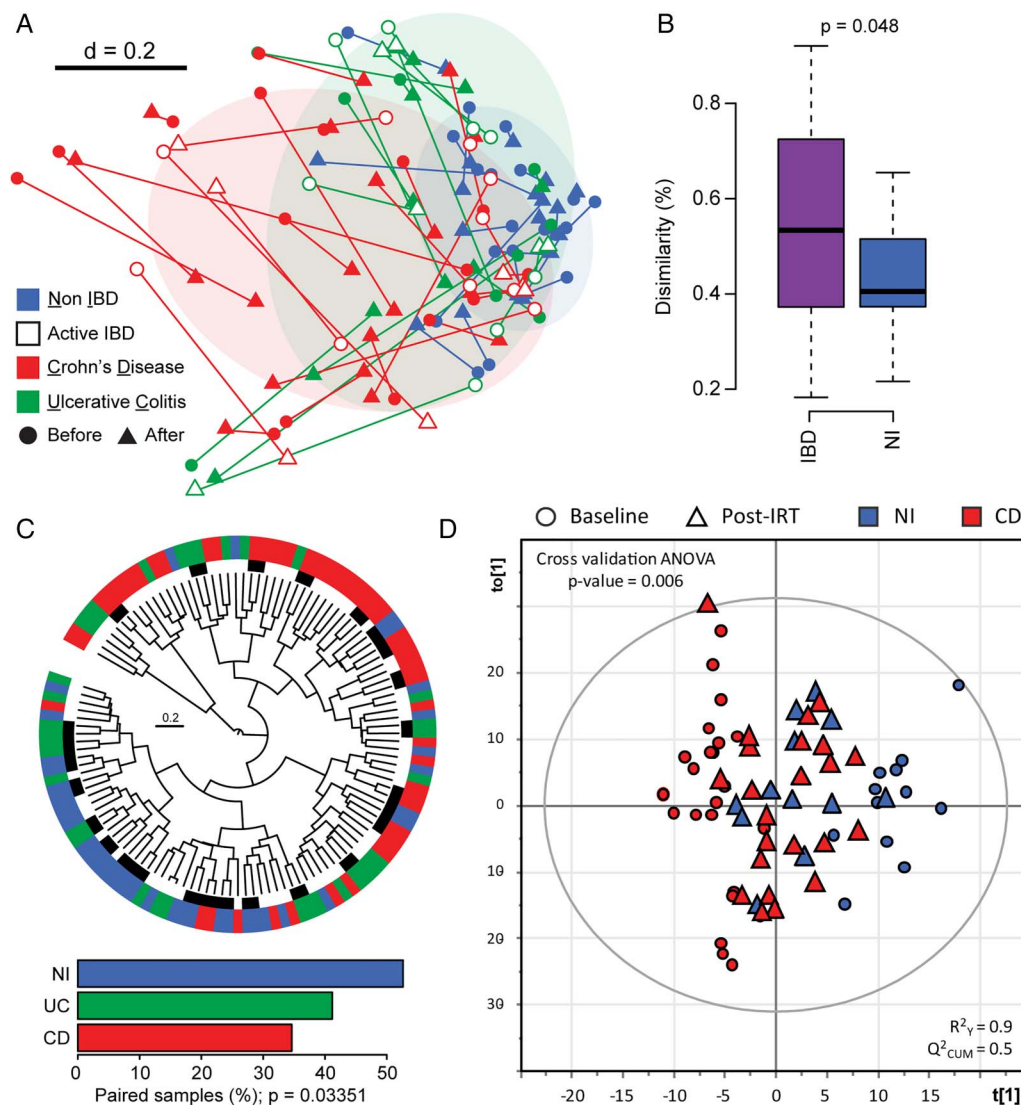 A
d = 0.2
Non IBD
Active IBD
Crohn's Disease
Ulcerative Colitis
Before After
B
p = 0.048
Disimilarity (%)
0.8
0.6
0.4
0.2
IBD
NI
C
0.2
NI
UC
CD
0 10 20 30 40 50
Paired samples (%); p = 0.03351
D
Baseline Post-IRT NI CD
Cross validation ANOVA
p-value = 0.006
to[1]
20
10
0
10
20
30
R²Y = 0.9
Q²CUM = 0.5
-20 -15 -10 -5 0 5 10 15 t[1]